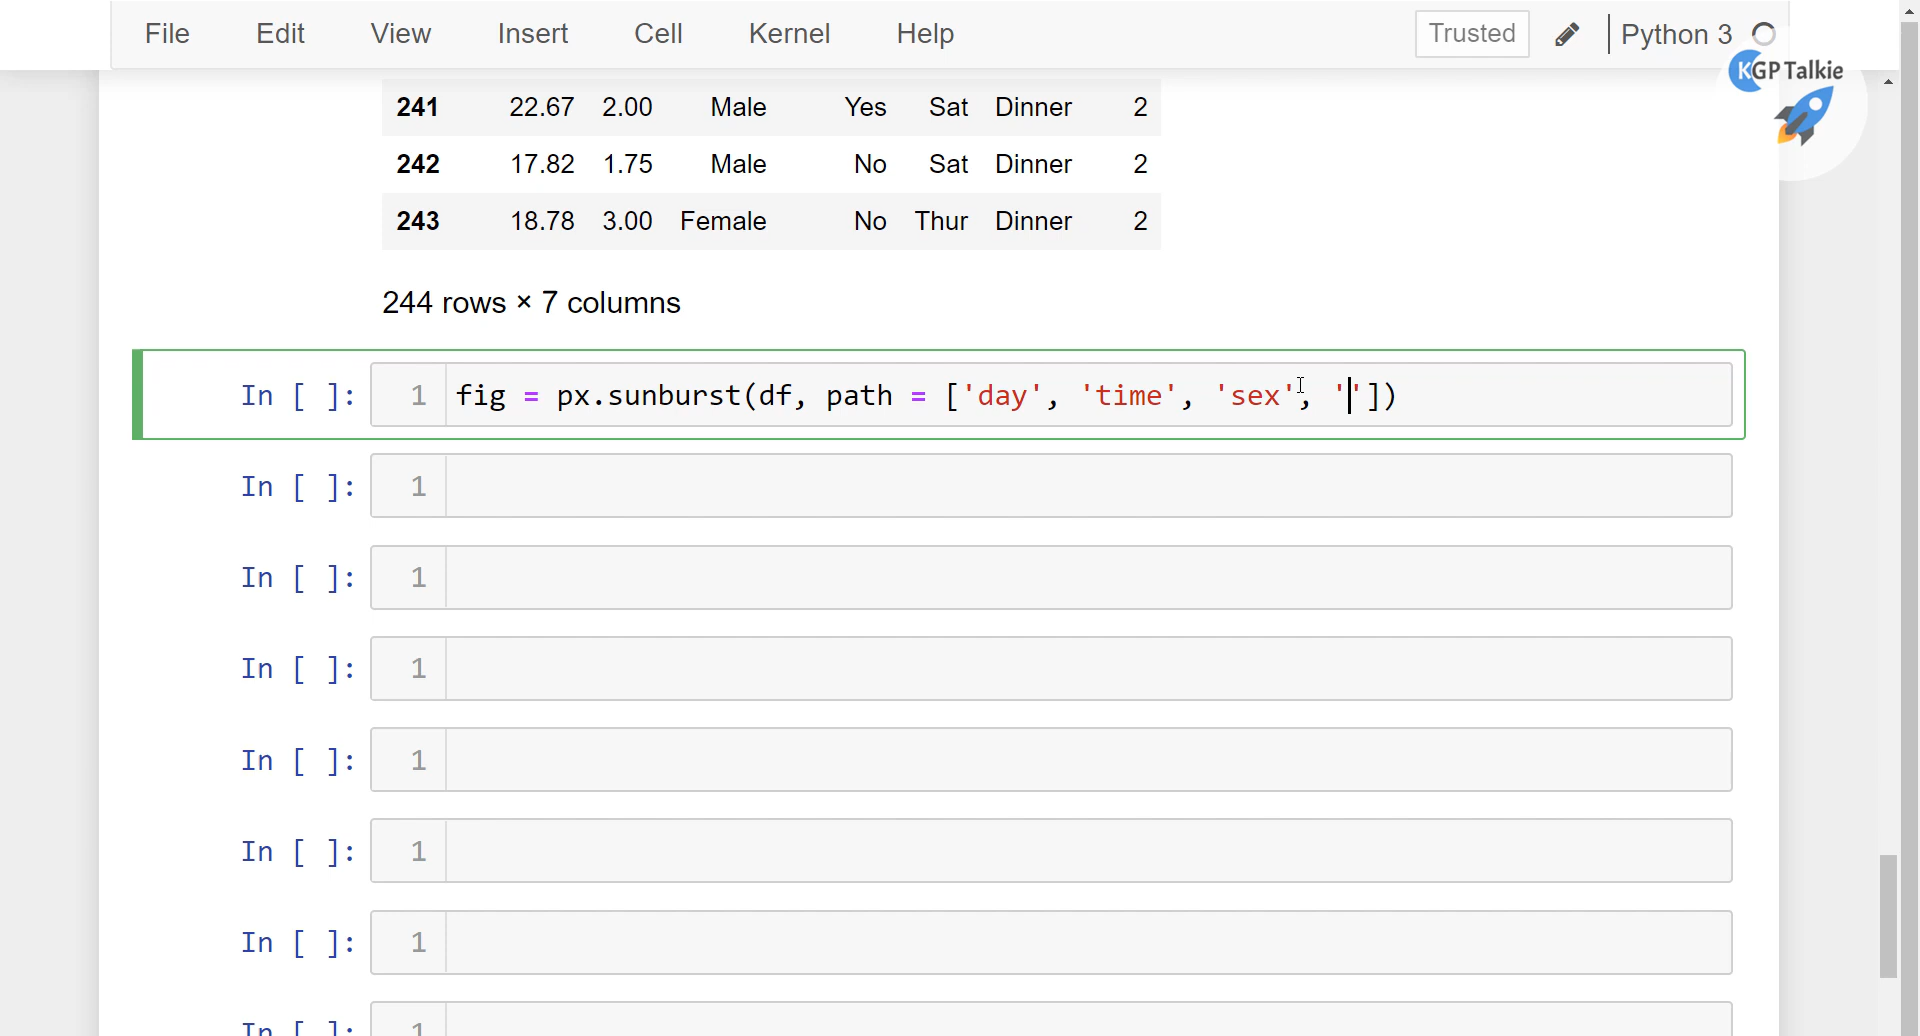 File Edit View Insert Cell Kernel Help Trusted Python 3
KGP Talkie
241 22.67 2.00 Male Yes Sat Dinner 2
242 17.82 1.75 Male No Sat Dinner 2
243 18.78 3.00 Female No Thur Dinner 2
244 rows × 7 columns
In [ ]: 1 fig = px.sunburst(df, path = ['day', 'time', 'sex', ''])
In [ ]: 1
In [ ]: 1
In [ ]: 1
In [ ]: 1
In [ ]: 1
In [ ]: 1
In [ ]: 1